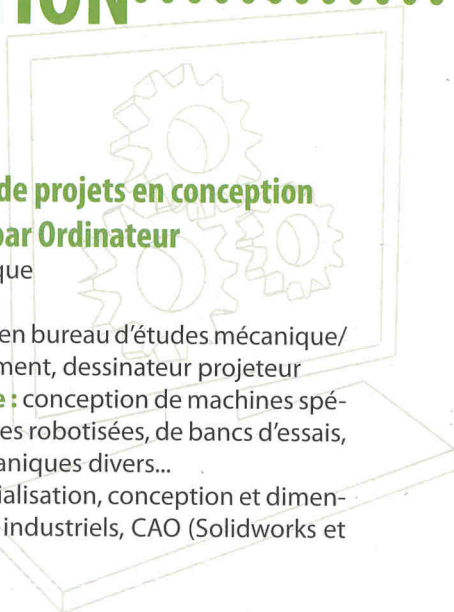 ION
de projets en conception
par Ordinateur
que
en bureau d'études mécanique/
ment, dessinateur projeteur
e : conception de machines spé-
es robotisées, de bancs d'essais,
aniques divers...
ialisation, conception et dimen-
industriels, CAO (Solidworks et